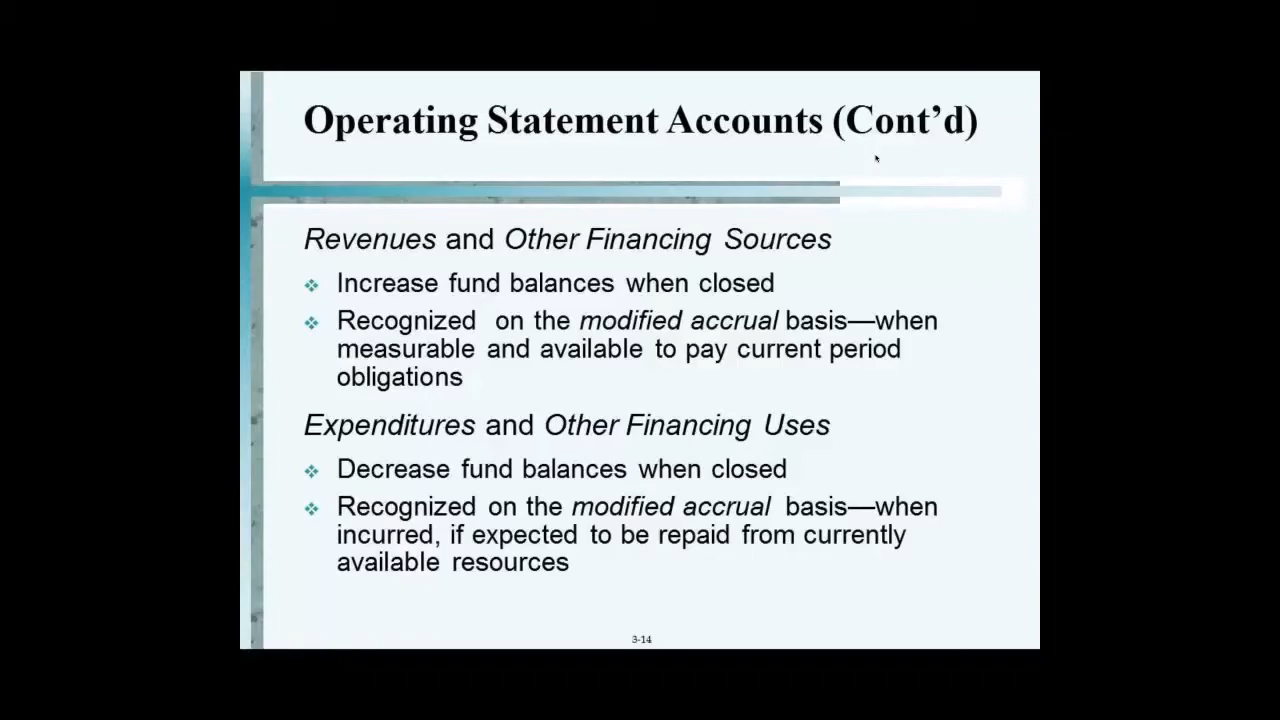 Operating Statement Accounts (Cont’d)
Revenues and Other Financing Sources
Increase fund balances when closed
Recognized on the modified accrual basis—when
measurable and available to pay current period
obligations
Expenditures and Other Financing Uses
Decrease fund balances when closed
Recognized on the modified accrual basis—when
incurred, if expected to be repaid from currently
available resources
3-14